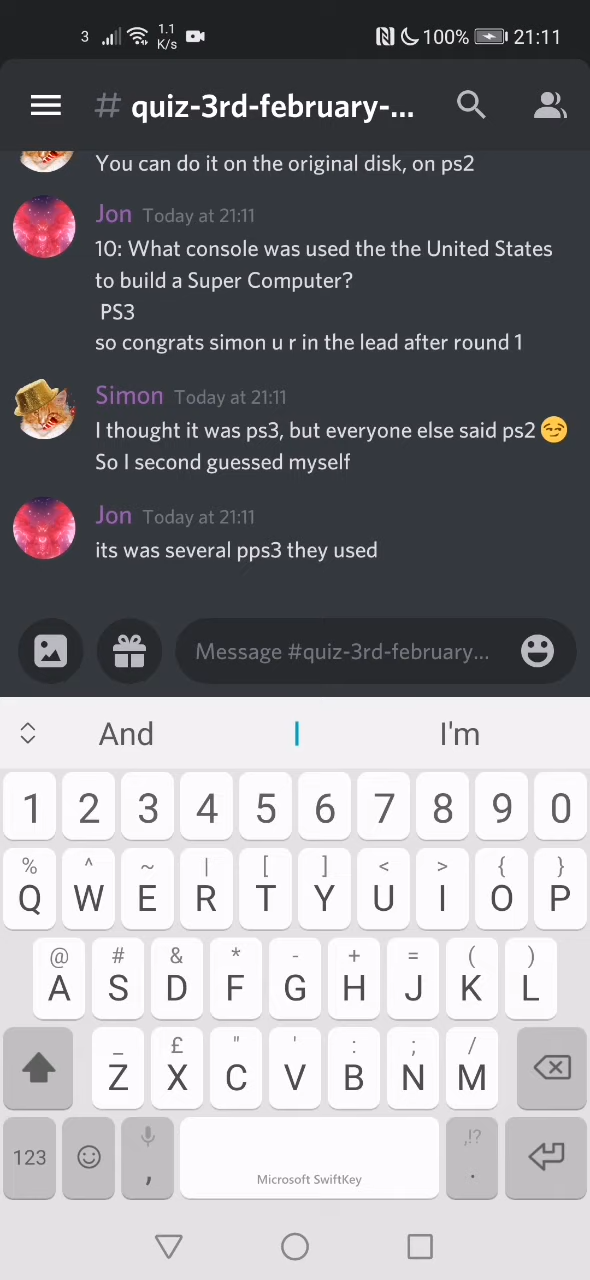 3 1.1 K/s 100% 21:11
# quiz-3rd-february-...
You can do it on the original disk, on ps2
Jon Today at 21:11
10: What console was used the the United States
to build a Super Computer?
PS3
so congrats simon u r in the lead after round 1
Simon Today at 21:11
I thought it was ps3, but everyone else said ps2 😏
So I second guessed myself
Jon Today at 21:11
its was several pps3 they used
Message #quiz-3rd-february...
And I I'm
1 2 3 4 5 6 7 8 9 0
% ^ ~ | [ ] < > { }
Q W E R T Y U I O P
@ # & * - + = ( )
A S D F G H J K L
_ £ " ' : ; /
Z X C V B N M
123 , ,!? .
Microsoft SwiftKey